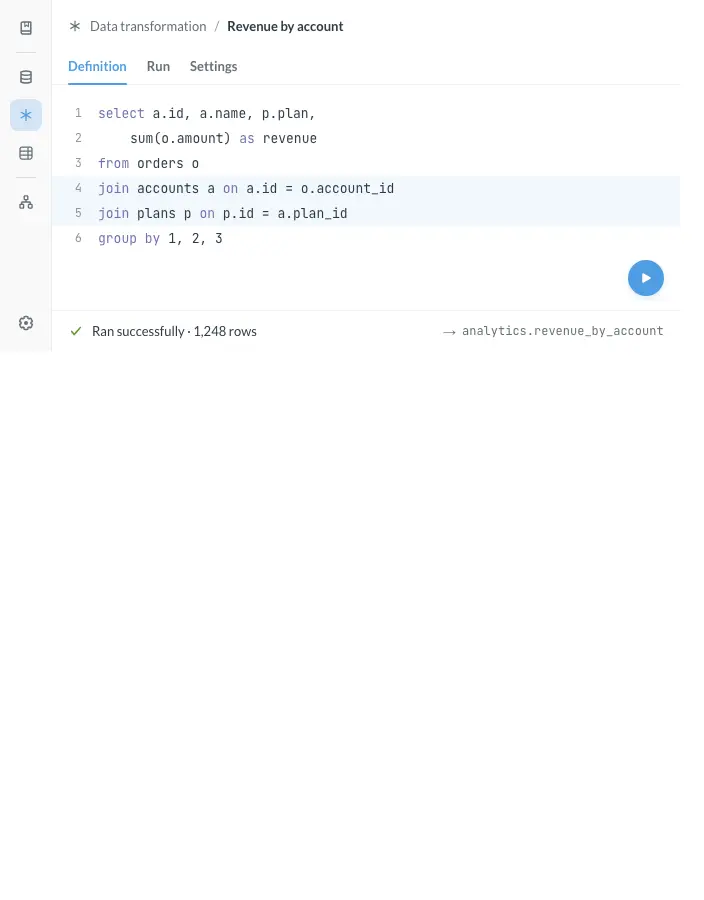 Data transformation / Revenue by account
Definition Run Settings
1 select a.id, a.name, p.plan,
2 sum(o.amount) as revenue
3 from orders o
4 join accounts a on a.id = o.account_id
5 join plans p on p.id = a.plan_id
6 group by 1, 2, 3
Ran successfully · 1,248 rows → analytics.revenue_by_account